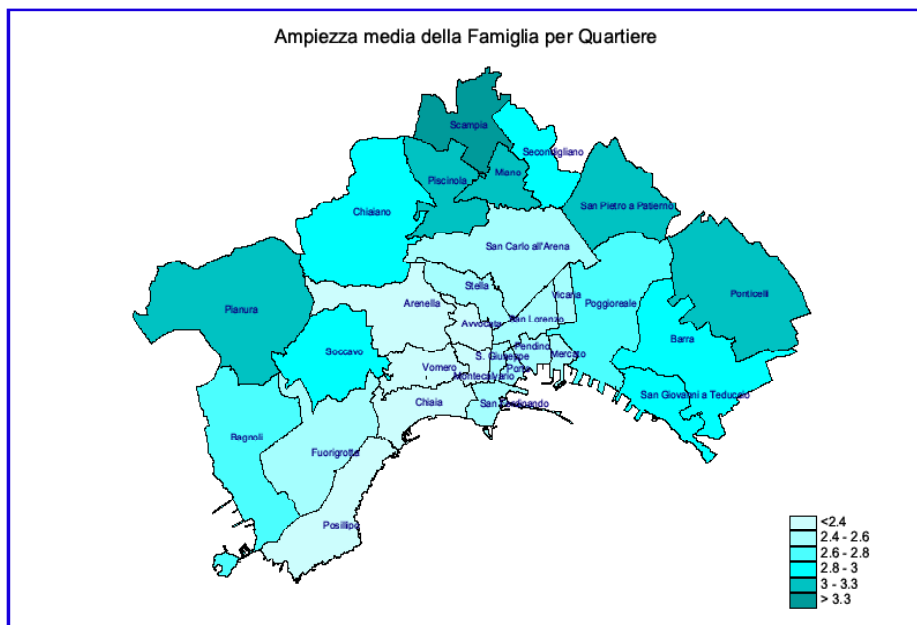 Ampiezza media della Famiglia per Quartiere
Scampia
Secondigliano
Piscinola
Miano
San Pietro a Patierno
Chiaiano
San Carlo all'Arena
Stella
Vicaria
Ponticelli
Arenella
Poggioreale
Pianura
San Lorenzo
Avvocata
Barra
Soccavo
Pendino
S. Giuseppe
Mercato
Vomero
Porto
Montecalvario
San Giovanni a Teduccio
Chiaia
San Ferdinando
Bagnoli
Fuorigrotta
Posillipo
<2.4
2.4 - 2.6
2.6 - 2.8
2.8 - 3
3 - 3.3
> 3.3